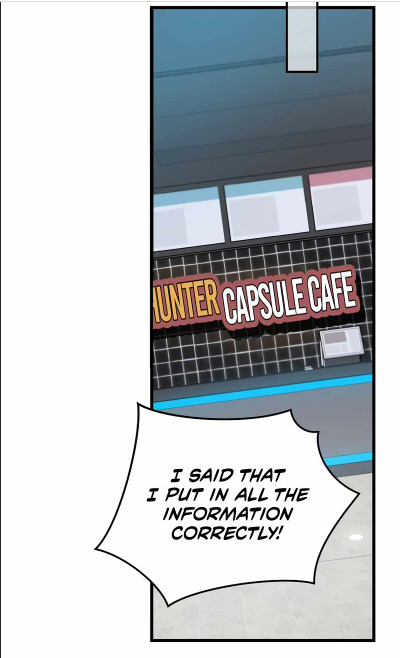 HUNTER CAPSULE CAFE
I SAID THAT
I PUT IN ALL THE
INFORMATION
CORRECTLY!